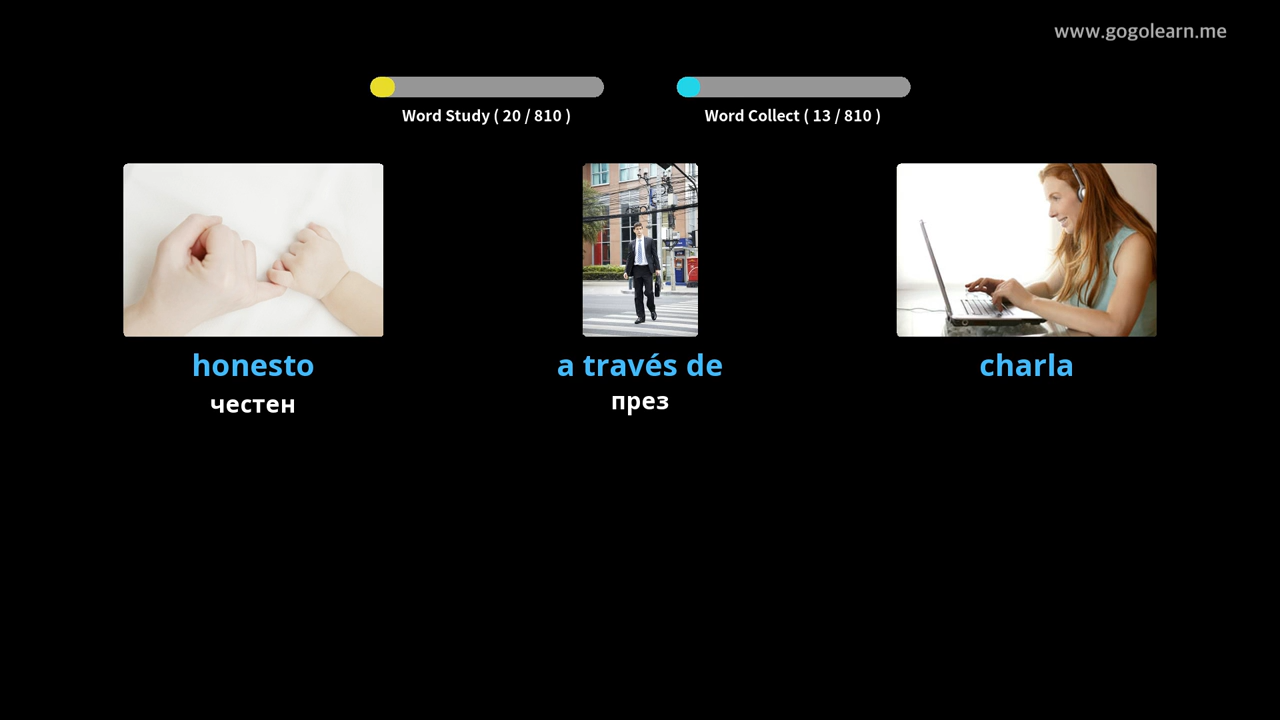 www.gogolearn.me
Word Study ( 20 / 810 )
Word Collect ( 13 / 810 )
honesto
честен
a través de
през
charla